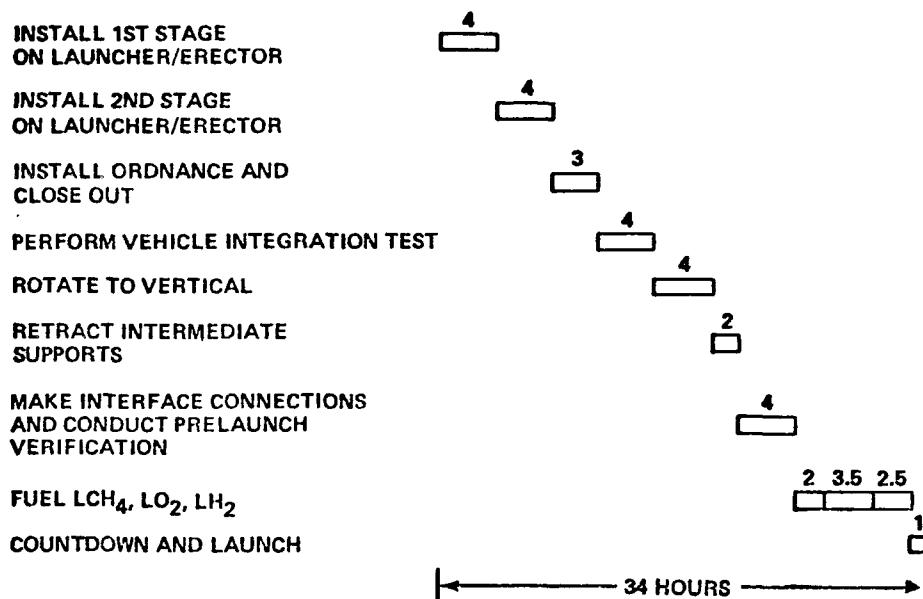 4
INSTALL 1ST STAGE
ON LAUNCHER/ERECTOR
4
INSTALL 2ND STAGE
ON LAUNCHER/ERECTOR
3
INSTALL ORDNANCE AND
CLOSE OUT
4
PERFORM VEHICLE INTEGRATION TEST
4
ROTATE TO VERTICAL
2
RETRACT INTERMEDIATE
SUPPORTS
4
MAKE INTERFACE CONNECTIONS
AND CONDUCT PRELAUNCH
VERIFICATION
2 3.5 2.5
FUEL LCH₄, LO₂, LH₂
1
COUNTDOWN AND LAUNCH
34 HOURS